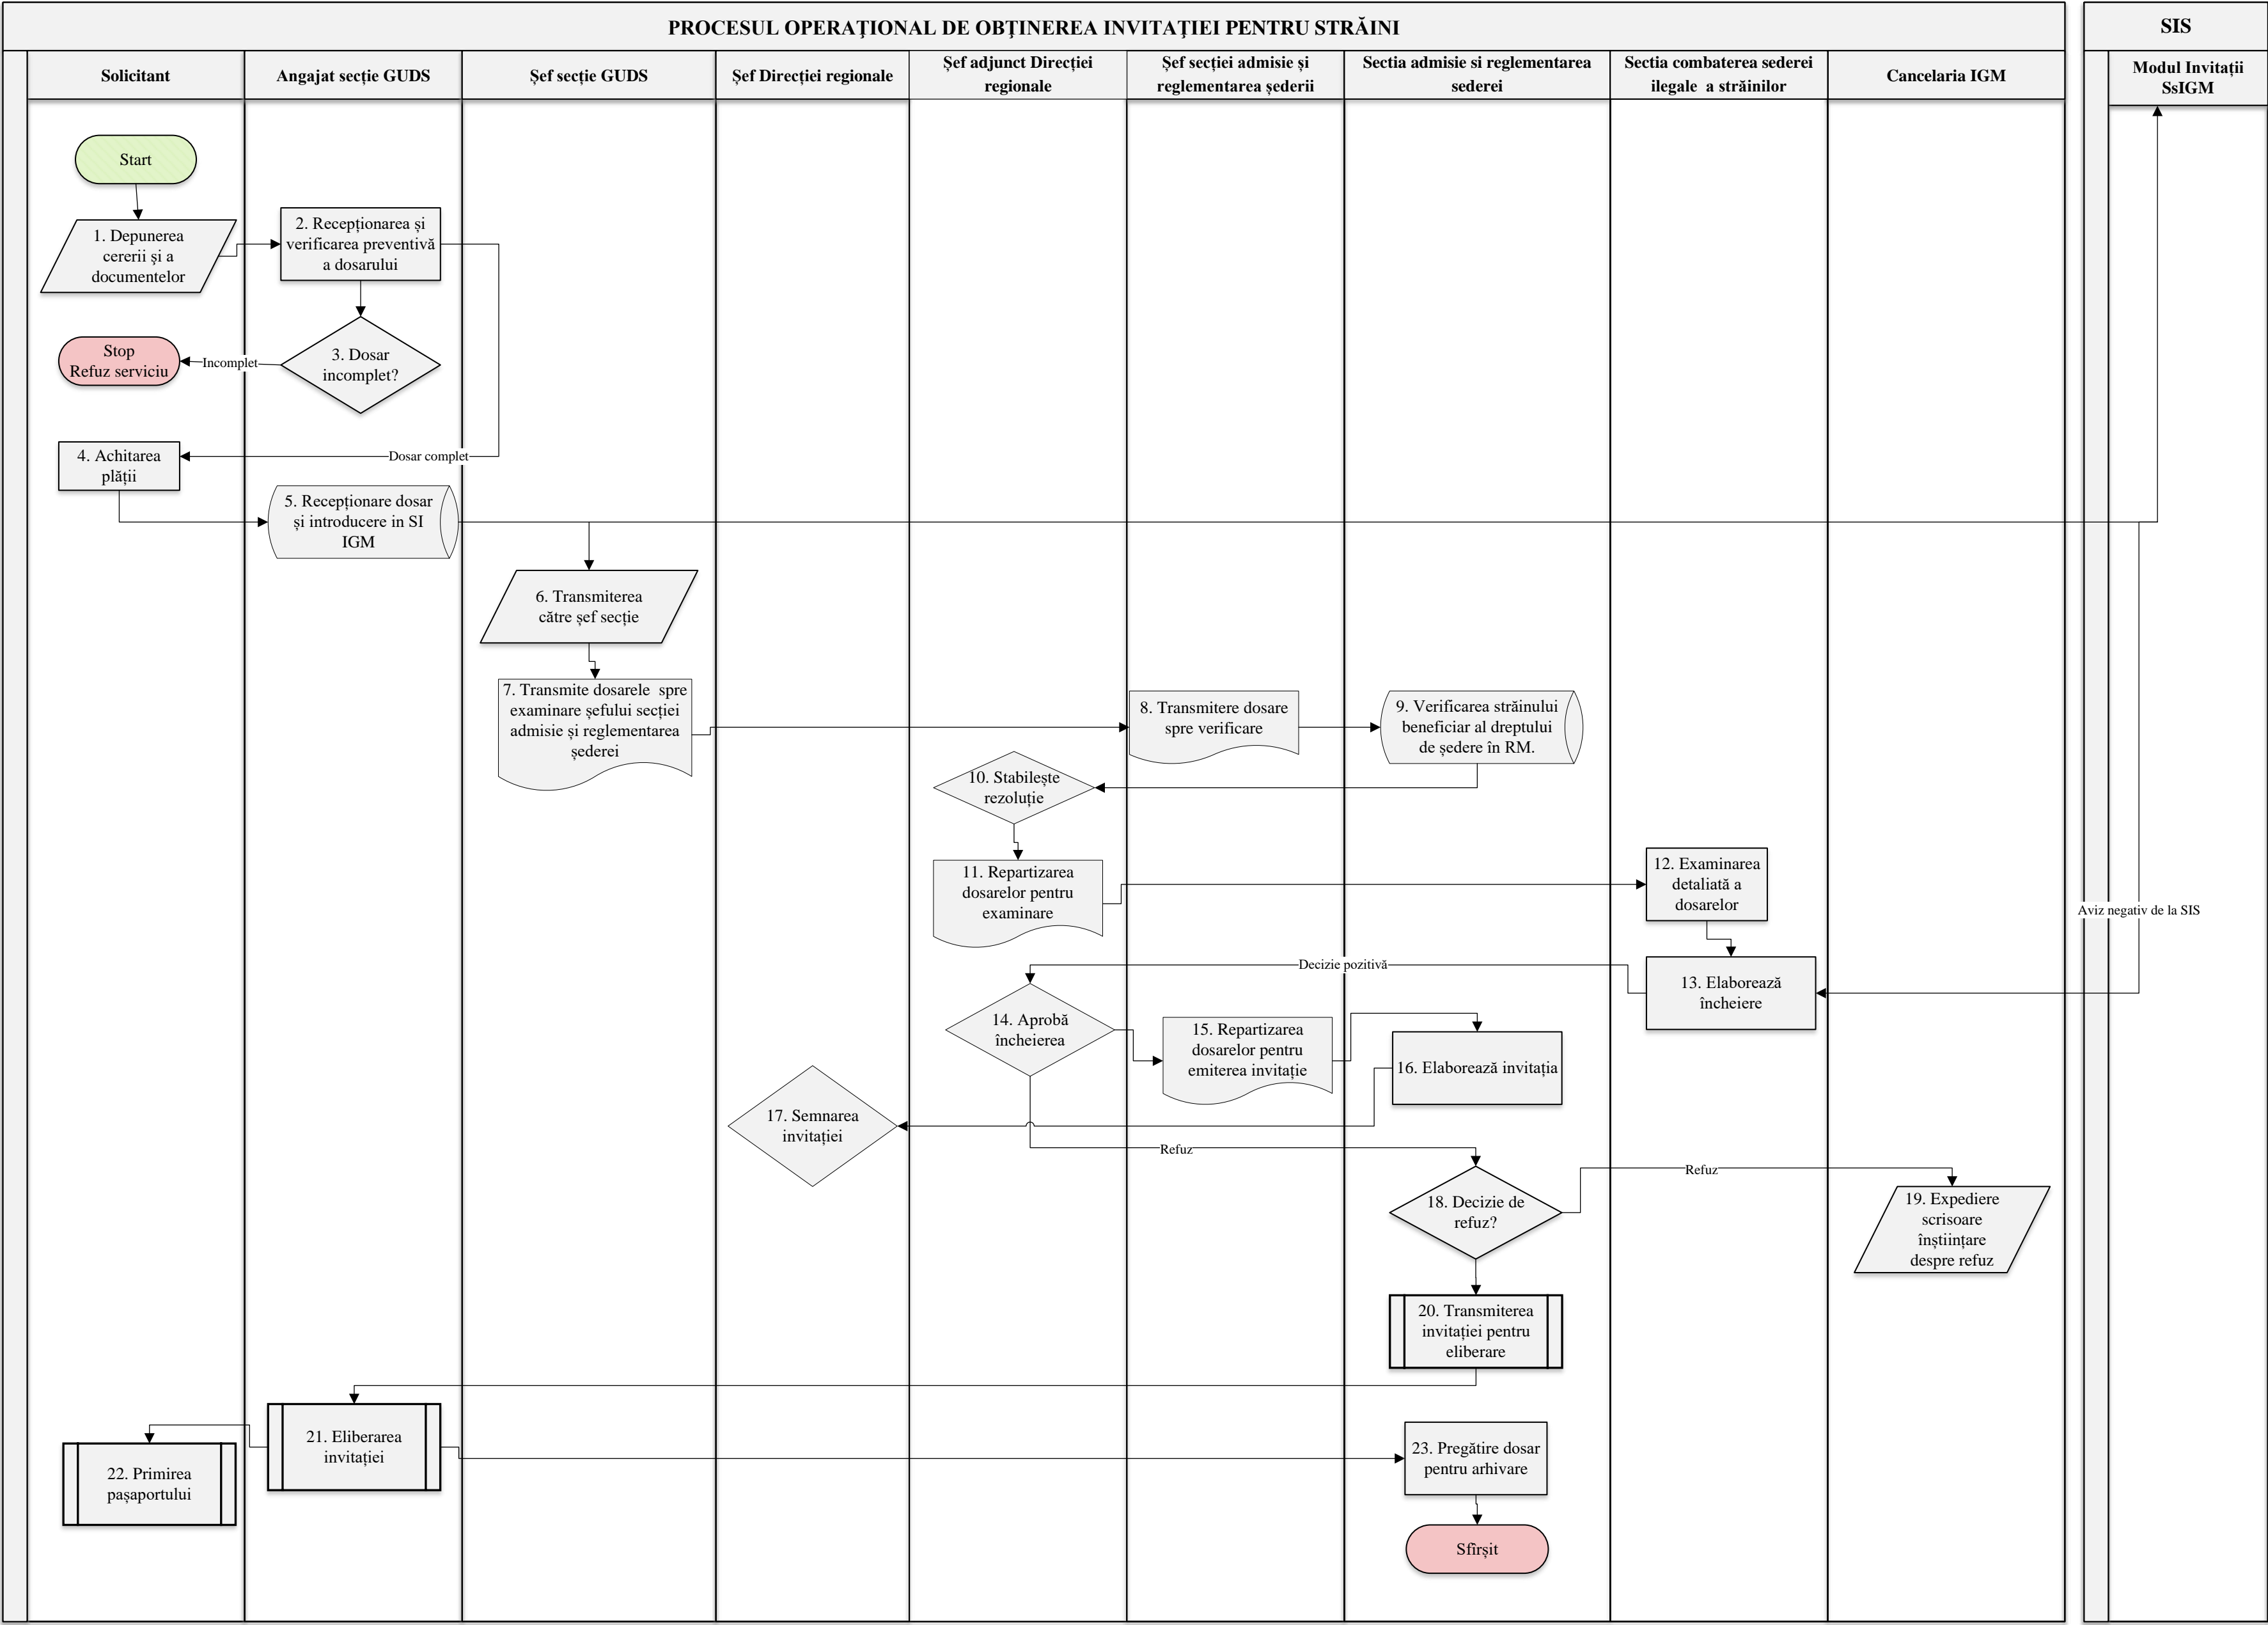 PROCESUL OPERAŢIONAL DE OBŢINEREA INVITAŢIEI PENTRU STRĂINI
SIS
Solicitant
Angajat secție GUDS
Șef secție GUDS
Șef Direcției regionale
Șef adjunct Direcției
regionale
Șef secției admisie și
reglementarea șederii
Sectia admisie si reglementarea
sederei
Sectia combaterea sederei
ilegale a străinilor
Cancelaria IGM
Modul Invitații
SsIGM
Start
1. Depunerea
cererii și a
documentelor
2. Recepționarea și
verificarea preventivă
a dosarului
Stop
Refuz serviciu
Incomplet
3. Dosar
incomplet?
4. Achitarea
plății
Dosar complet
5. Recepționare dosar
și introducere in SI
IGM
6. Transmiterea
către șef secție
7. Transmite dosarele spre
examinare șefului secției
admisie și reglementarea
șederei
8. Transmitere dosare
spre verificare
9. Verificarea străinului
beneficiar al dreptului
de ședere în RM.
10. Stabilește
rezoluție
11. Repartizarea
dosarelor pentru
examinare
12. Examinarea
detaliată a
dosarelor
Aviz negativ de la SIS
Decizie pozitivă
13. Elaborează
încheiere
14. Aprobă
încheierea
15. Repartizarea
dosarelor pentru
emiterea invitație
16. Elaborează invitația
17. Semnarea
invitației
Refuz
Refuz
18. Decizie de
refuz?
19. Expediere
scrisoare
înștiințare
despre refuz
20. Transmiterea
invitației pentru
eliberare
21. Eliberarea
invitației
22. Primirea
pașaportului
23. Pregătire dosar
pentru arhivare
Sfîrșit